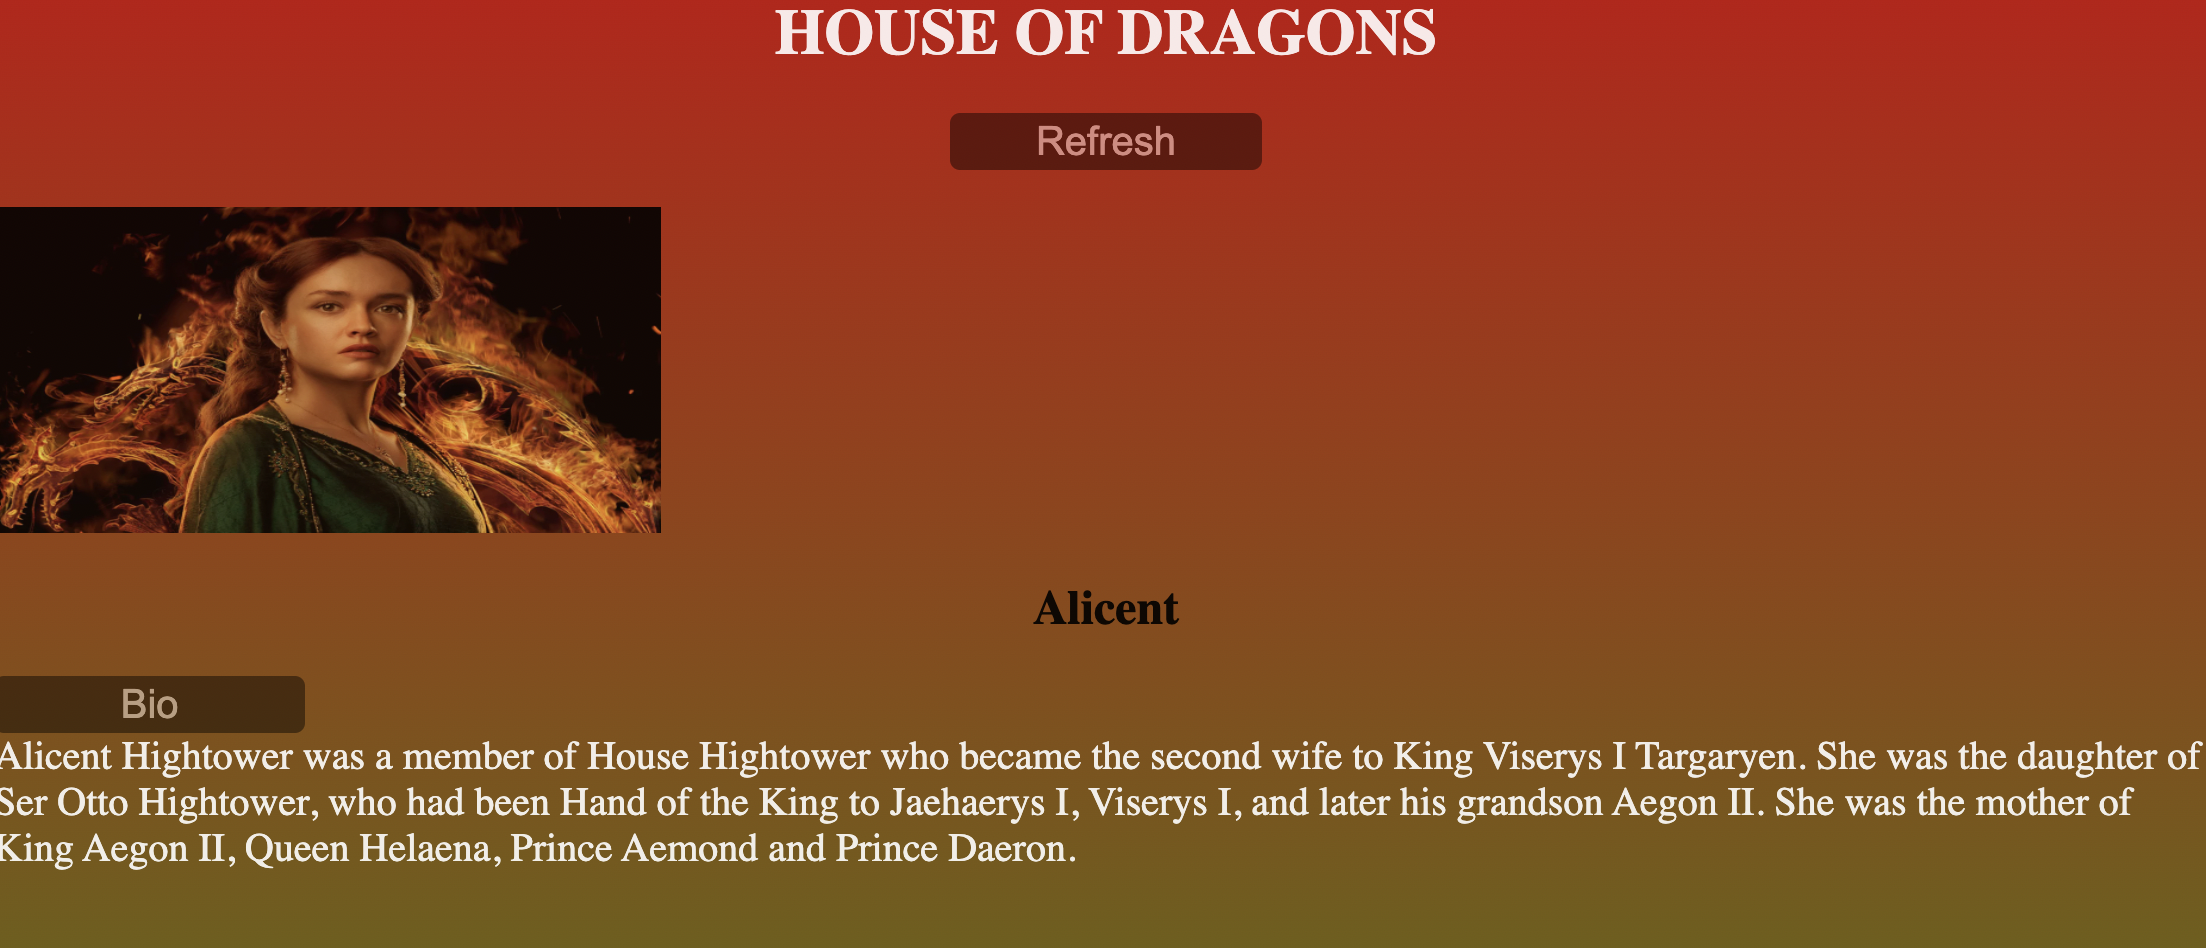 HOUSE OF DRAGONS
Refresh
Alicent
Bio
Alicent Hightower was a member of House Hightower who became the second wife to King Viserys I Targaryen. She was the daughter of
Ser Otto Hightower, who had been Hand of the King to Jaehaerys I, Viserys I, and later his grandson Aegon II. She was the mother of
King Aegon II, Queen Helaena, Prince Aemond and Prince Daeron.